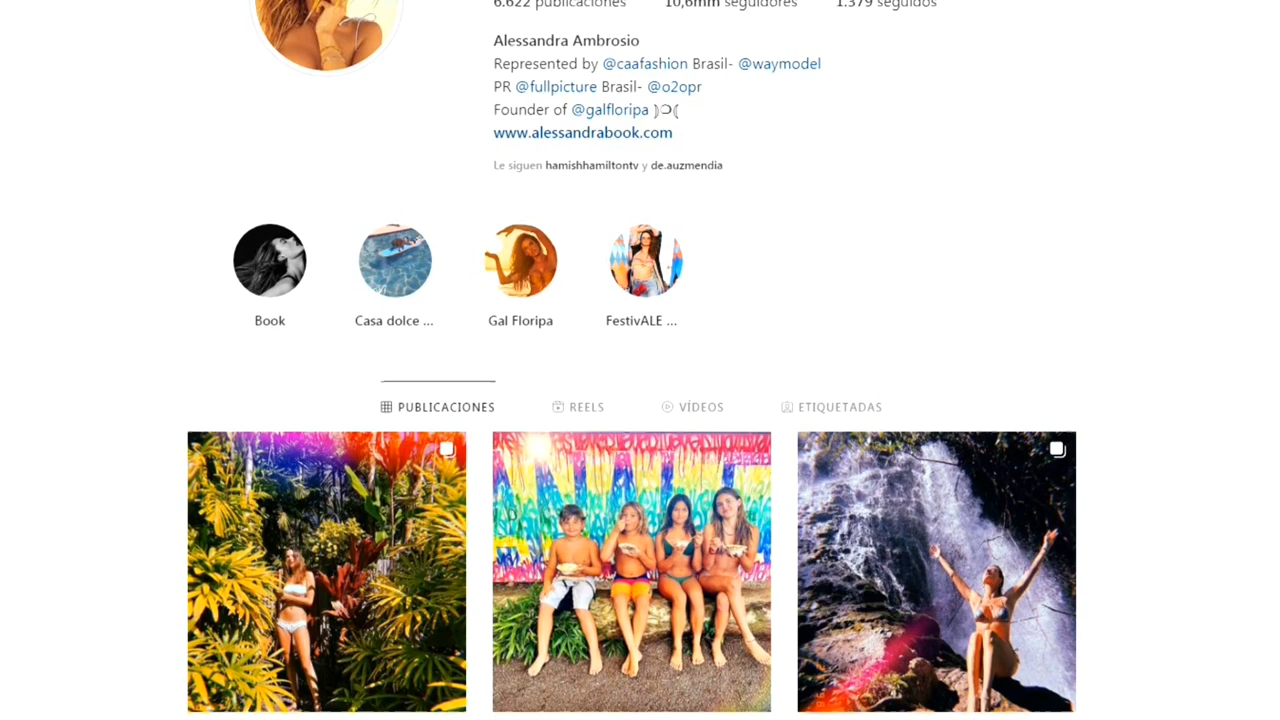 6.622 publicaciones 10,6mm seguidores 1.379 seguidos
Alessandra Ambrosio
Represented by @caafashion Brasil- @waymodel
PR @fullpicture Brasil- @o2opr
Founder of @galfloripa
www.alessandrabook.com
Le siguen hamishhamiltontv y de.auzmendia
Book Casa dolce ... Gal Floripa FestivALE ...
PUBLICACIONES REELS VÍDEOS ETIQUETADAS